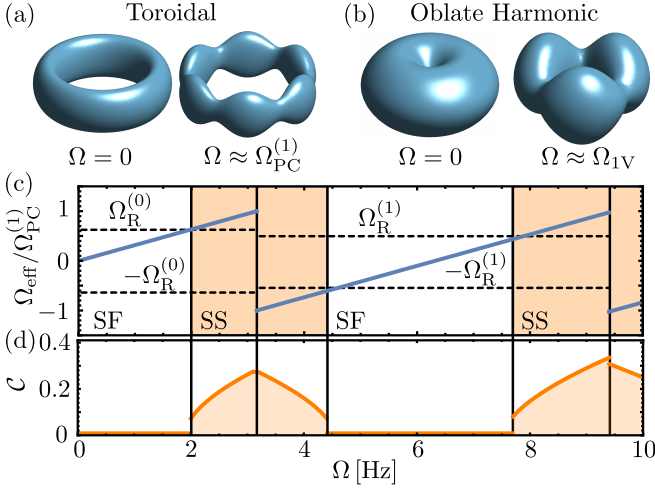 (a) Toroidal (b) Oblate Harmonic
Ω = 0 Ω ≈ Ω_PC^(1) Ω = 0 Ω ≈ Ω_1V
(c)
Ω_eff/Ω_PC^(1)
1
0
−1
Ω_R^(0) Ω_R^(1)
−Ω_R^(0) −Ω_R^(1)
SF SS SF SS
(d)
𝒞
0.4
0.2
0
0 2 4 6 8 10
Ω [Hz]